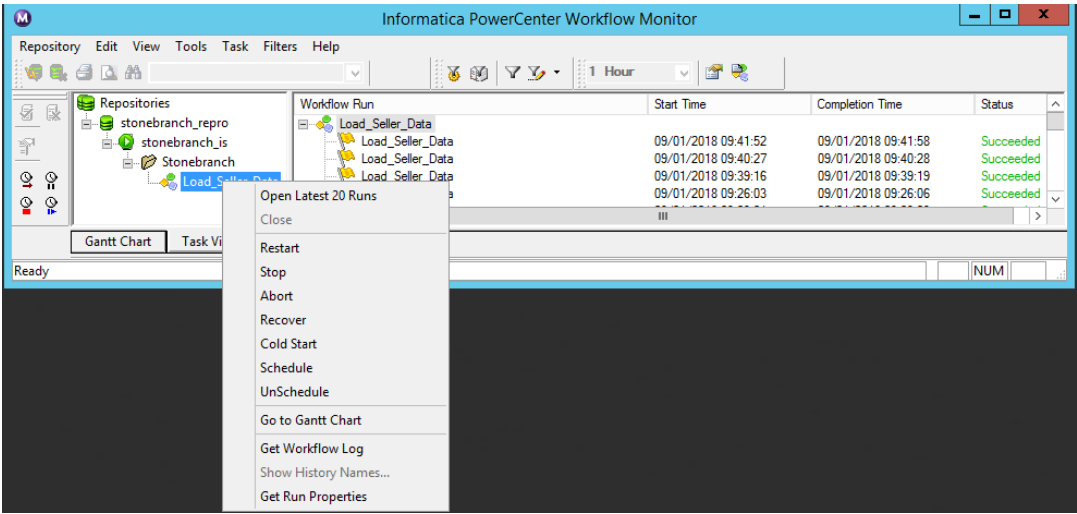 Informatica PowerCenter Workflow Monitor
Repository Edit View Tools Task Filters Help
1 Hour
Repositories
stonebranch_repro
stonebranch_is
Stonebranch
Load_Seller_Data
Workflow Run Start Time Completion Time Status
Load_Seller_Data
Load_Seller_Data 09/01/2018 09:41:52 09/01/2018 09:41:58 Succeeded
Load_Seller_Data 09/01/2018 09:40:27 09/01/2018 09:40:28 Succeeded
Load_Seller_Data 09/01/2018 09:39:16 09/01/2018 09:39:19 Succeeded
09/01/2018 09:26:03 09/01/2018 09:26:06 Succeeded
Gantt Chart Task Vi
Ready NUM
Open Latest 20 Runs
Close
Restart
Stop
Abort
Recover
Cold Start
Schedule
UnSchedule
Go to Gantt Chart
Get Workflow Log
Show History Names...
Get Run Properties